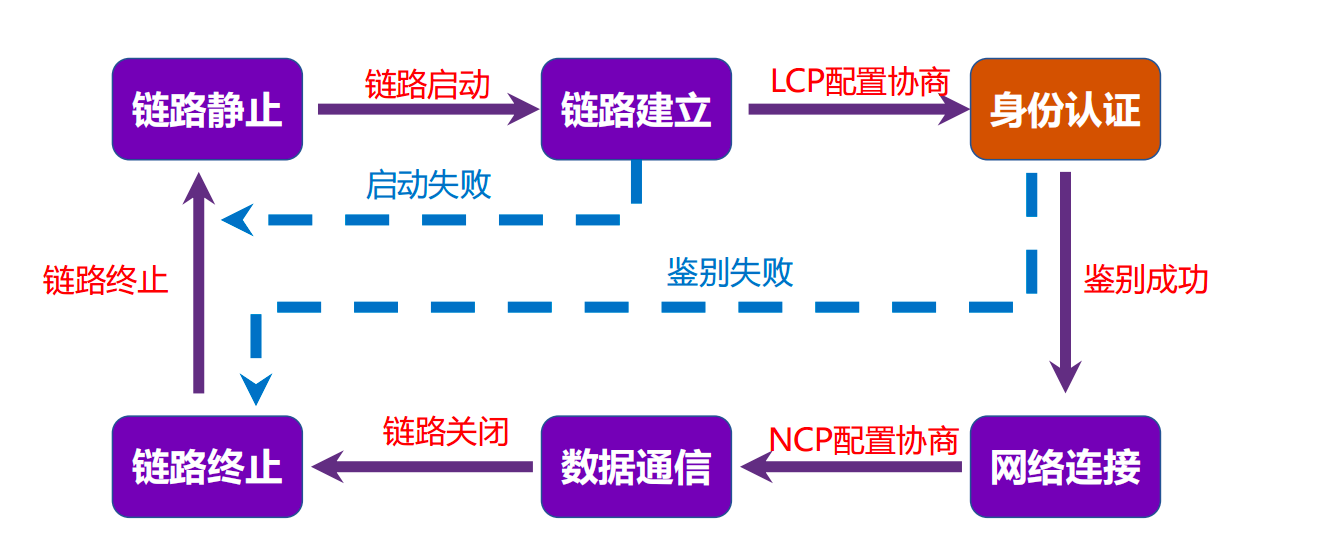 链路静止
链路启动
链路建立
LCP配置协商
身份认证
启动失败
链路终止
鉴别失败
鉴别成功
链路终止
链路关闭
数据通信
NCP配置协商
网络连接